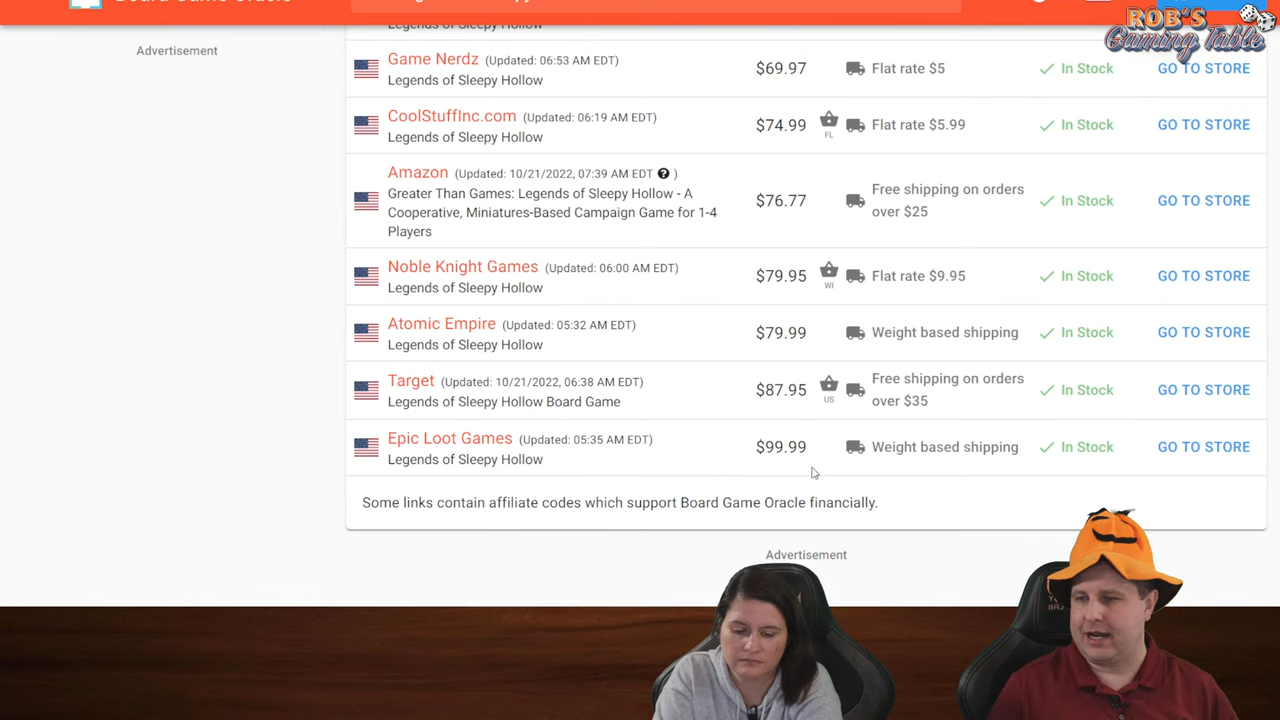 Board Game Oracle
ROB'S
Gaming Table
Advertisement
Legends of Sleepy Hollow
Game Nerdz (Updated: 06:53 AM EDT)
Legends of Sleepy Hollow
$69.97
Flat rate $5
In Stock
GO TO STORE
CoolStuffInc.com (Updated: 06:19 AM EDT)
Legends of Sleepy Hollow
$74.99
FL
Flat rate $5.99
In Stock
GO TO STORE
Amazon (Updated: 10/21/2022, 07:39 AM EDT ? )
Greater Than Games: Legends of Sleepy Hollow - A
Cooperative, Miniatures-Based Campaign Game for 1-4
Players
$76.77
Free shipping on orders
over $25
In Stock
GO TO STORE
Noble Knight Games (Updated: 06:00 AM EDT)
Legends of Sleepy Hollow
$79.95
WI
Flat rate $9.95
In Stock
GO TO STORE
Atomic Empire (Updated: 05:32 AM EDT)
Legends of Sleepy Hollow
$79.99
Weight based shipping
In Stock
GO TO STORE
Target (Updated: 10/21/2022, 06:38 AM EDT)
Legends of Sleepy Hollow Board Game
$87.95
US
Free shipping on orders
over $35
In Stock
GO TO STORE
Epic Loot Games (Updated: 05:35 AM EDT)
Legends of Sleepy Hollow
$99.99
Weight based shipping
In Stock
GO TO STORE
Some links contain affiliate codes which support Board Game Oracle financially.
Advertisement